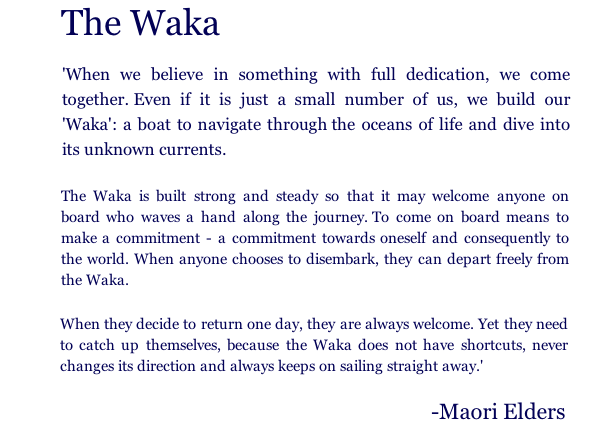 The Waka
'When we believe in something with full dedication, we come
together. Even if it is just a small number of us, we build our
'Waka': a boat to navigate through the oceans of life and dive into
its unknown currents.
The Waka is built strong and steady so that it may welcome anyone on
board who waves a hand along the journey. To come on board means to
make a commitment - a commitment towards oneself and consequently to
the world. When anyone chooses to disembark, they can depart freely from
the Waka.
When they decide to return one day, they are always welcome. Yet they need
to catch up themselves, because the Waka does not have shortcuts, never
changes its direction and always keeps on sailing straight away.'
-Maori Elders